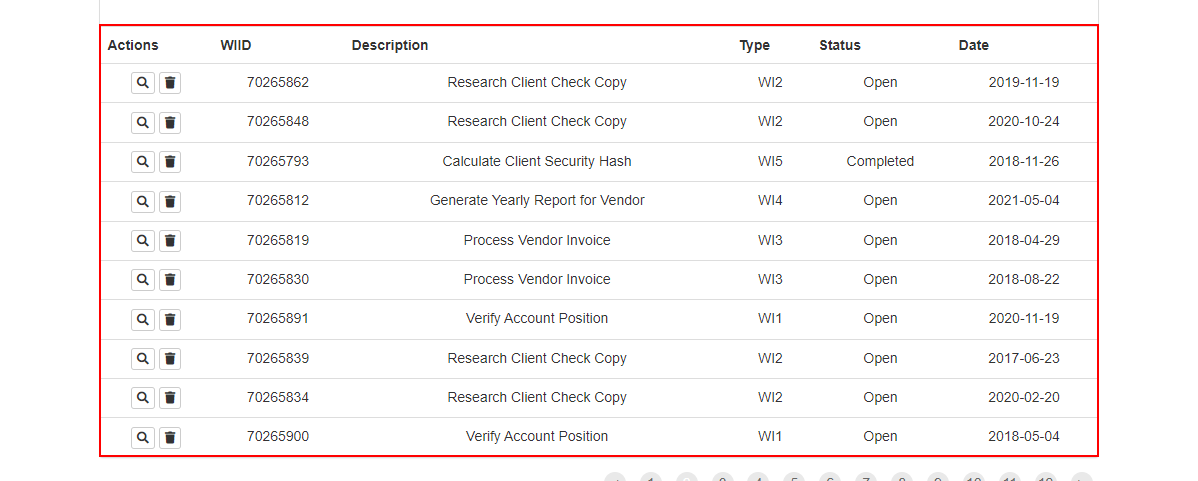 Actions WIID Description Type Status Date
70265862 Research Client Check Copy WI2 Open 2019-11-19
70265848 Research Client Check Copy WI2 Open 2020-10-24
70265793 Calculate Client Security Hash WI5 Completed 2018-11-26
70265812 Generate Yearly Report for Vendor WI4 Open 2021-05-04
70265819 Process Vendor Invoice WI3 Open 2018-04-29
70265830 Process Vendor Invoice WI3 Open 2018-08-22
70265891 Verify Account Position WI1 Open 2020-11-19
70265839 Research Client Check Copy WI2 Open 2017-06-23
70265834 Research Client Check Copy WI2 Open 2020-02-20
70265900 Verify Account Position WI1 Open 2018-05-04